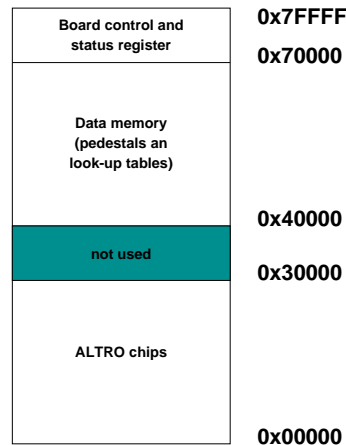 Board control and
status register
0x7FFFF
0x70000
Data memory
(pedestals an
look-up tables)
0x40000
not used
0x30000
ALTRO chips
0x00000